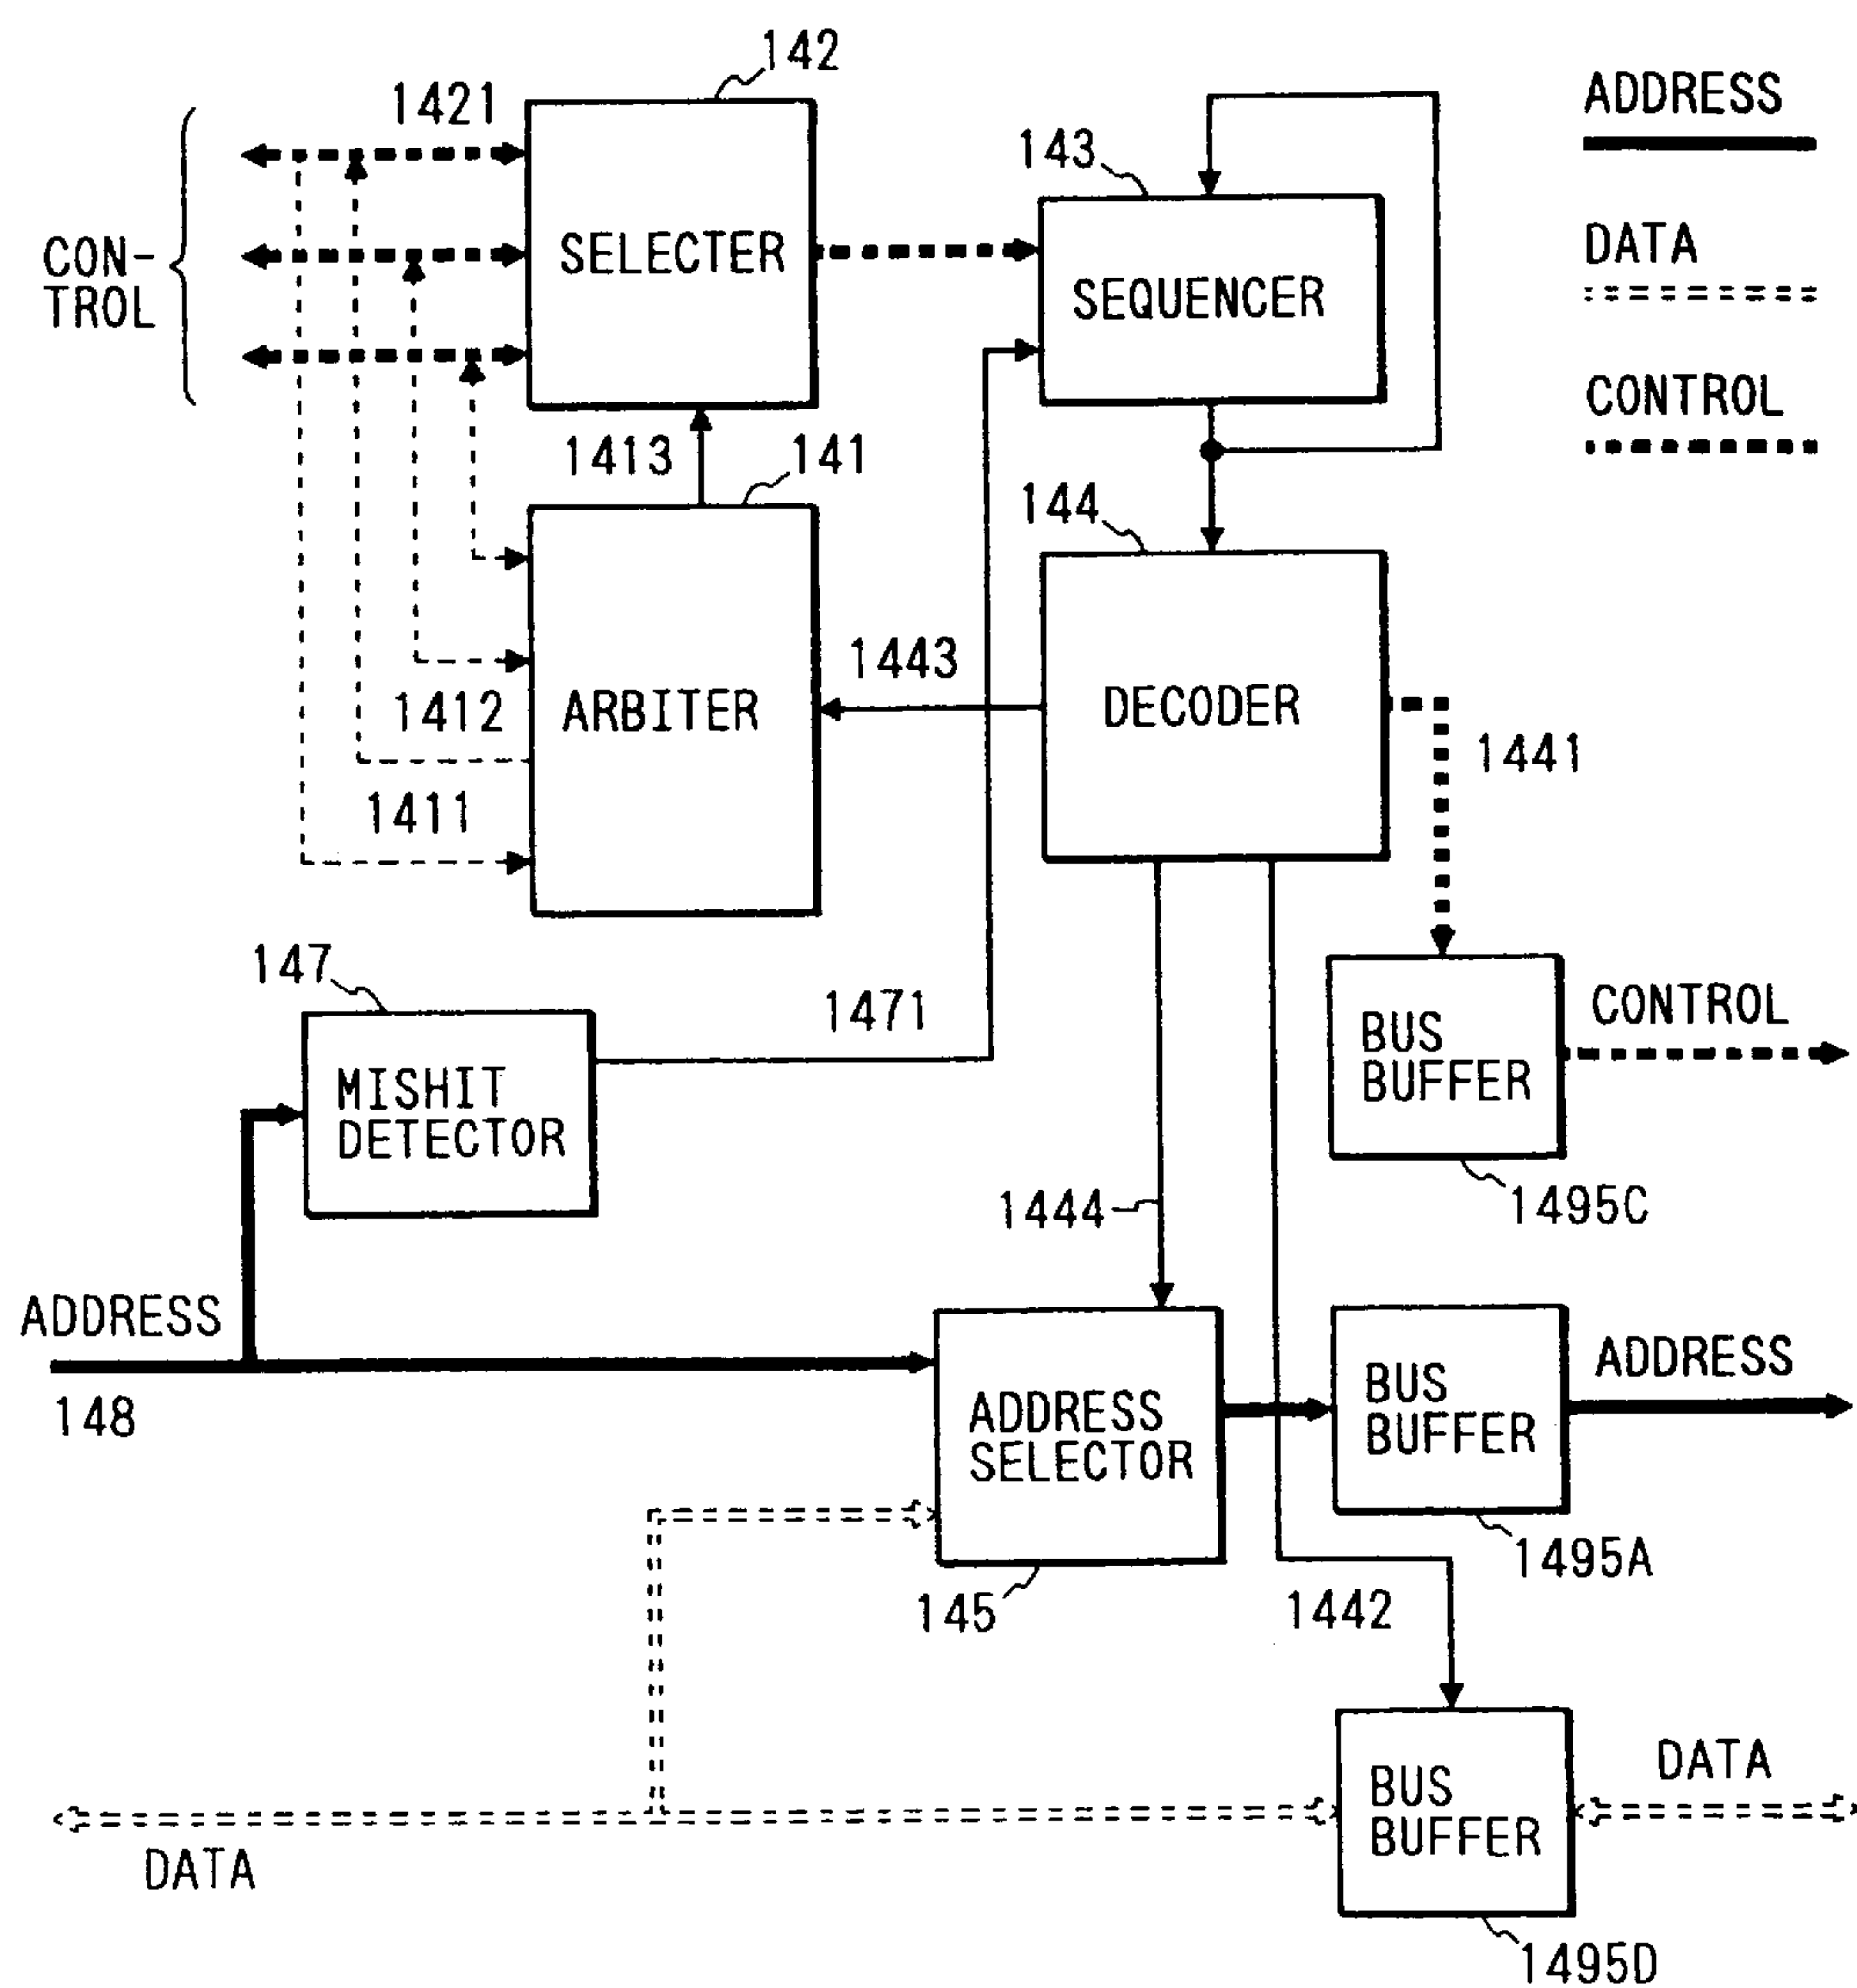 142
1421
CON-
TROL
SELECTER
143
SEQUENCER
ADDRESS
DATA
CONTROL
1413
141
144
1443
ARBITER
1412
1411
DECODER
1441
147
1471
MISHIT
DETECTOR
BUS
BUFFER
CONTROL
1495C
1444
ADDRESS
148
ADDRESS
SELECTOR
145
BUS
BUFFER
ADDRESS
1495A
1442
BUS
BUFFER
DATA
DATA
1495D